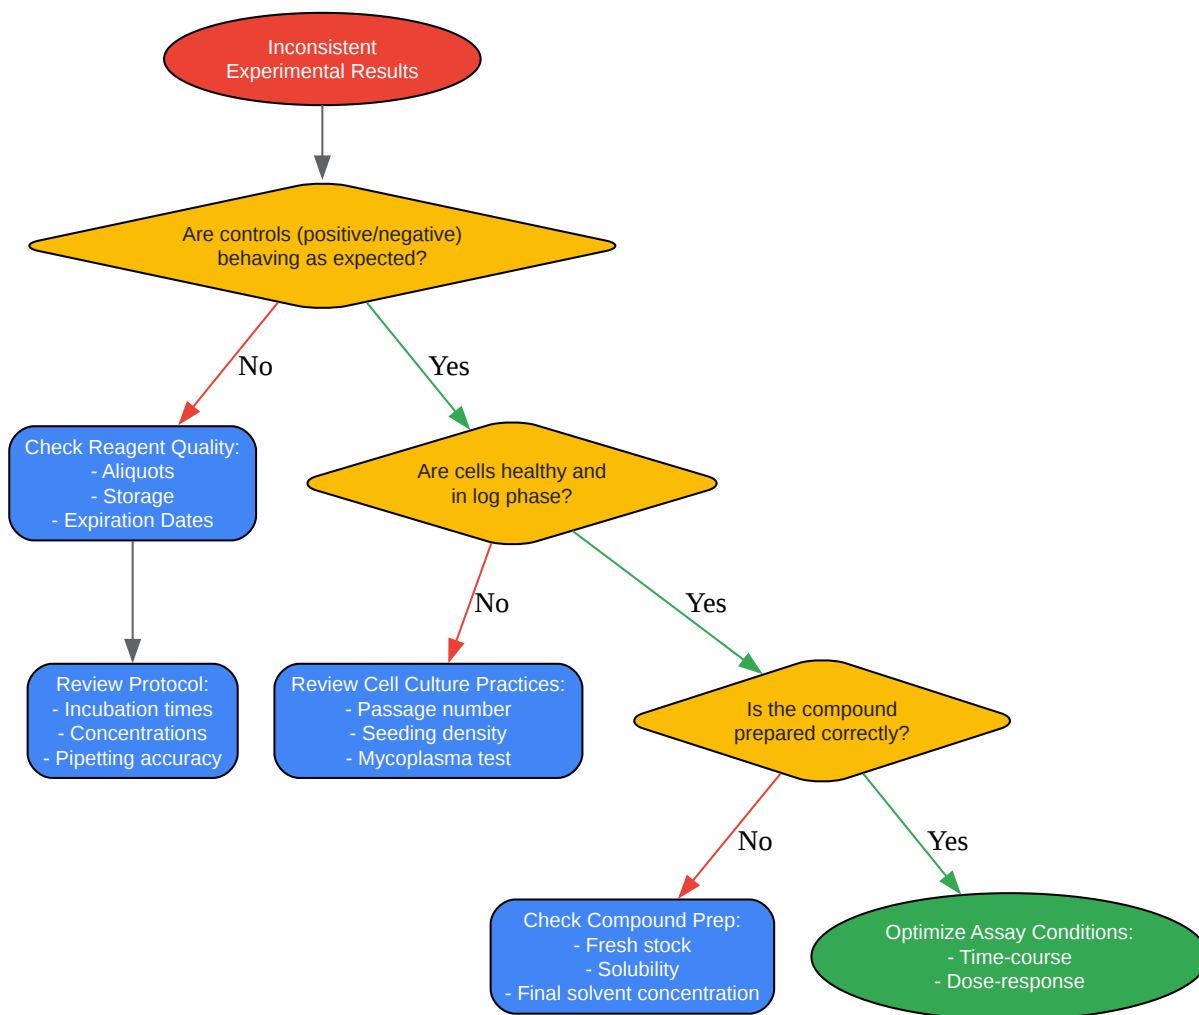 Inconsistent
Experimental Results
Are controls (positive/negative)
behaving as expected?
No
Yes
Check Reagent Quality:
- Aliquots
- Storage
- Expiration Dates
Are cells healthy and
in log phase?
No
Yes
Review Protocol:
- Incubation times
- Concentrations
- Pipetting accuracy
Review Cell Culture Practices:
- Passage number
- Seeding density
- Mycoplasma test
Is the compound
prepared correctly?
No
Yes
Check Compound Prep:
- Fresh stock
- Solubility
- Final solvent concentration
Optimize Assay Conditions:
- Time-course
- Dose-response